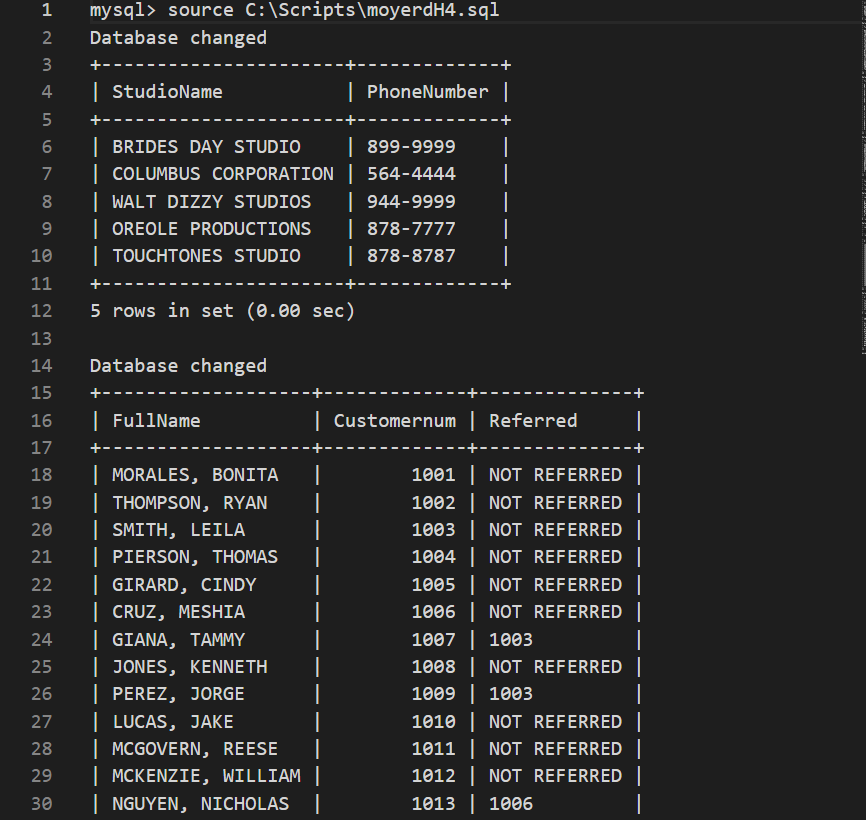 1 mysql> source C:\Scripts\moyerdH4.sql
2 Database changed
3 +----------------------+-------------+
4 | StudioName           | PhoneNumber |
5 +----------------------+-------------+
6 | BRIDES DAY STUDIO    | 899-9999    |
7 | COLUMBUS CORPORATION | 564-4444    |
8 | WALT DIZZY STUDIOS   | 944-9999    |
9 | OREOLE PRODUCTIONS   | 878-7777    |
10 | TOUCHTONES STUDIO    | 878-8787    |
11 +----------------------+-------------+
12 5 rows in set (0.00 sec)
13
14 Database changed
15 +-------------------+-------------+--------------+
16 | FullName          | Customernum | Referred     |
17 +-------------------+-------------+--------------+
18 | MORALES, BONITA   |        1001 | NOT REFERRED |
19 | THOMPSON, RYAN    |        1002 | NOT REFERRED |
20 | SMITH, LEILA      |        1003 | NOT REFERRED |
21 | PIERSON, THOMAS   |        1004 | NOT REFERRED |
22 | GIRARD, CINDY     |        1005 | NOT REFERRED |
23 | CRUZ, MESHIA      |        1006 | NOT REFERRED |
24 | GIANA, TAMMY      |        1007 | 1003         |
25 | JONES, KENNETH    |        1008 | NOT REFERRED |
26 | PEREZ, JORGE      |        1009 | 1003         |
27 | LUCAS, JAKE       |        1010 | NOT REFERRED |
28 | MCGOVERN, REESE   |        1011 | NOT REFERRED |
29 | MCKENZIE, WILLIAM |        1012 | NOT REFERRED |
30 | NGUYEN, NICHOLAS  |        1013 | 1006         |